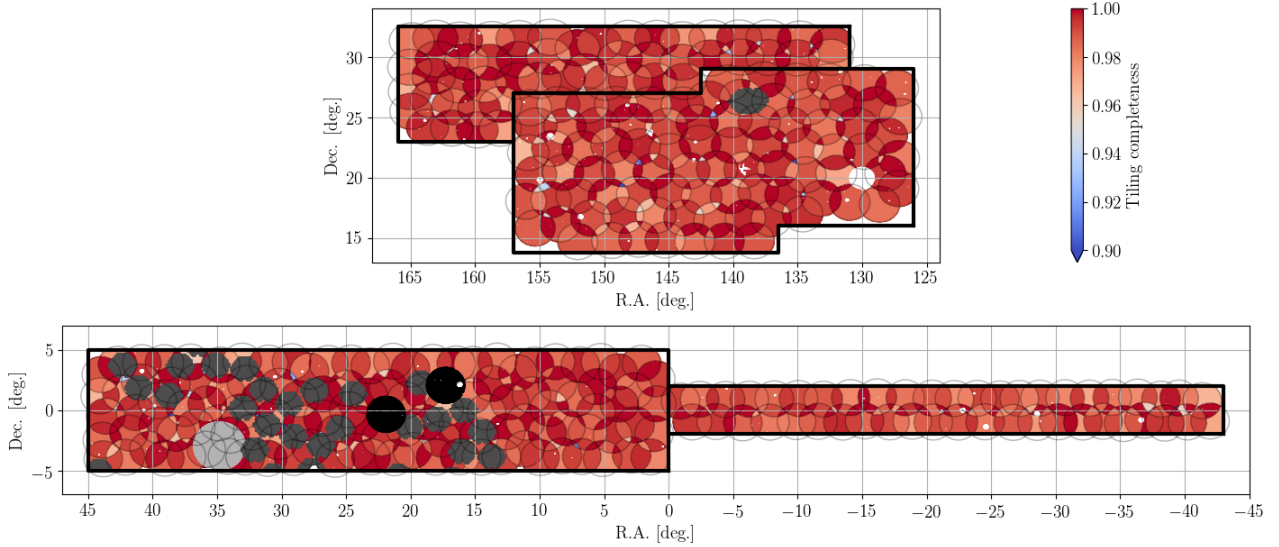 30
25
20
15
Dec. [deg.]
165 160 155 150 145 140 135 130 125
R.A. [deg.]
1.00
0.98
0.96
0.94
0.92
0.90
Tiling completeness
5
0
−5
Dec. [deg.]
45 40 35 30 25 20 15 10 5 0 −5 −10 −15 −20 −25 −30 −35 −40 −45
R.A. [deg.]